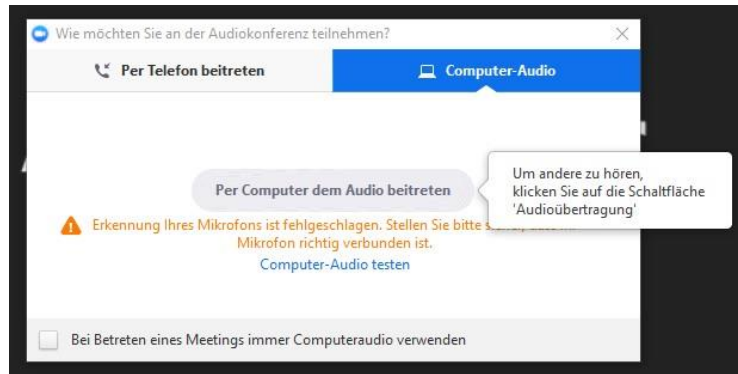 Wie möchten Sie an der Audiokonferenz teilnehmen?
Per Telefon beitreten
Computer-Audio
Per Computer dem Audio beitreten
Um andere zu hören,
klicken Sie auf die Schaltfläche
'Audioübertragung'
Erkennung Ihres Mikrofons ist fehlgeschlagen. Stellen Sie bitte
Mikrofon richtig verbunden ist.
Computer-Audio testen
Bei Betreten eines Meetings immer Computeraudio verwenden